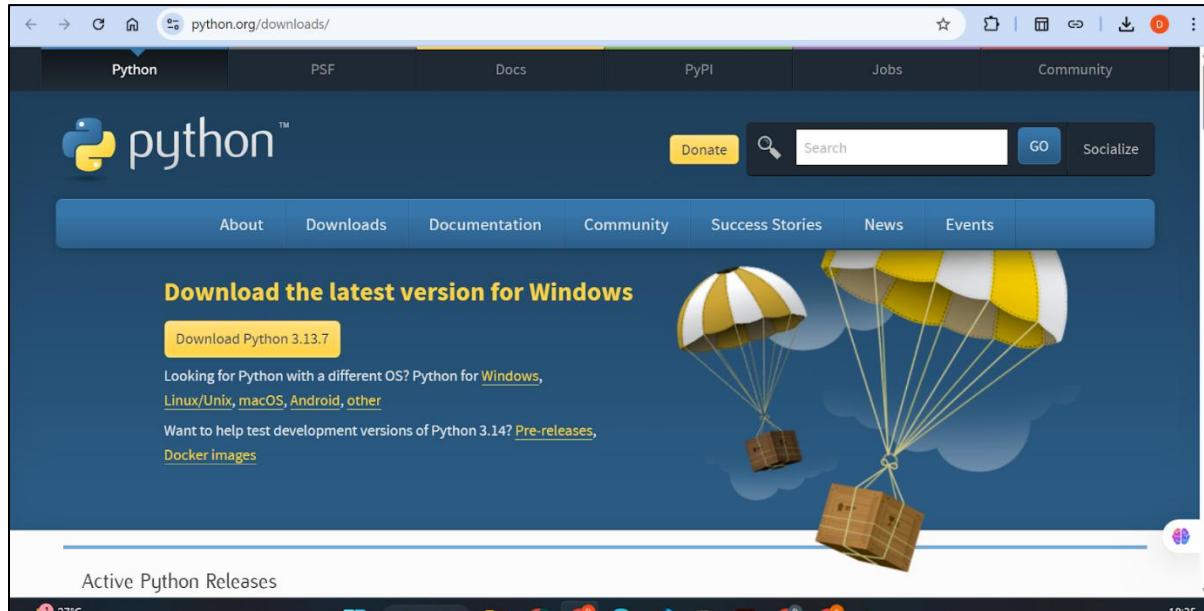 python.org/downloads/
D
Python PSF Docs PyPI Jobs Community
python™
Donate Search GO Socialize
About Downloads Documentation Community Success Stories News Events
Download the latest version for Windows
Download Python 3.13.7
Looking for Python with a different OS? Python for Windows,
Linux/Unix, macOS, Android, other
Want to help test development versions of Python 3.14? Pre-releases,
Docker images
Active Python Releases